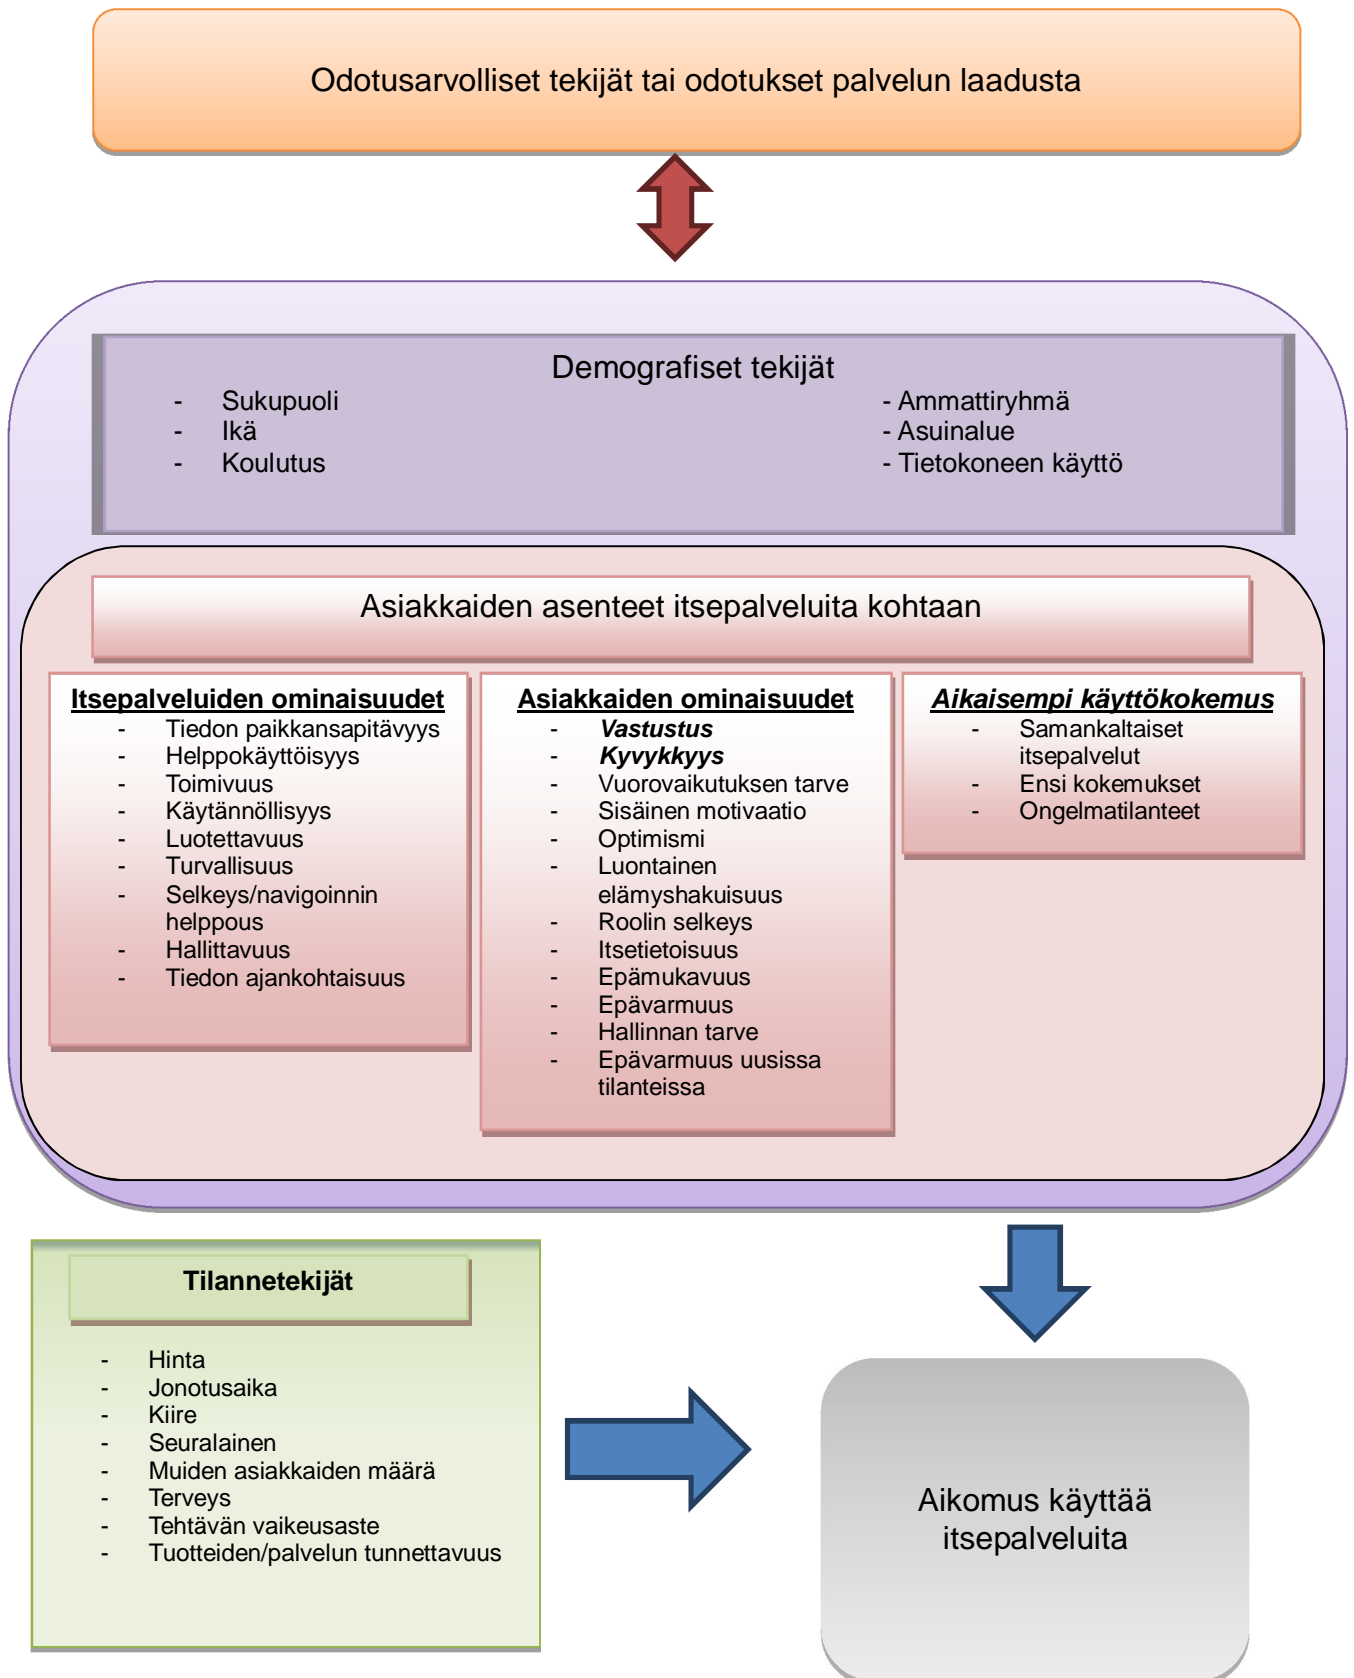 Odotusarvolliset tekijät tai odotukset palvelun laadusta
Demografiset tekijät
- Sukupuoli
- Ikä
- Koulutus
- Ammattiryhmä
- Asuinalue
- Tietokoneen käyttö
Asiakkaiden asenteet itsepalveluita kohtaan
Itsepalveluiden ominaisuudet
- Tiedon paikkansapitävyys
- Helppokäyttöisyys
- Toimivuus
- Käytännöllisyys
- Luotettavuus
- Turvallisuus
- Selkeys/navigoinnin
helppous
- Hallittavuus
- Tiedon ajankohtaisuus
Asiakkaiden ominaisuudet
- Vastustus
- Kyvykkyys
- Vuorovaikutuksen tarve
- Sisäinen motivaatio
- Optimismi
- Luontainen
elämyshakuisuus
- Roolin selkeys
- Itsetietoisuus
- Epämukavuus
- Epävarmuus
- Hallinnan tarve
- Epävarmuus uusissa
tilanteissa
Aikaisempi käyttökokemus
- Samankaltaiset
itsepalvelut
- Ensi kokemukset
- Ongelmatilanteet
Tilannetekijät
- Hinta
- Jonotusaika
- Kiire
- Seuralainen
- Muiden asiakkaiden määrä
- Terveys
- Tehtävän vaikeusaste
- Tuotteiden/palvelun tunnettavuus
Aikomus käyttää
itsepalveluita